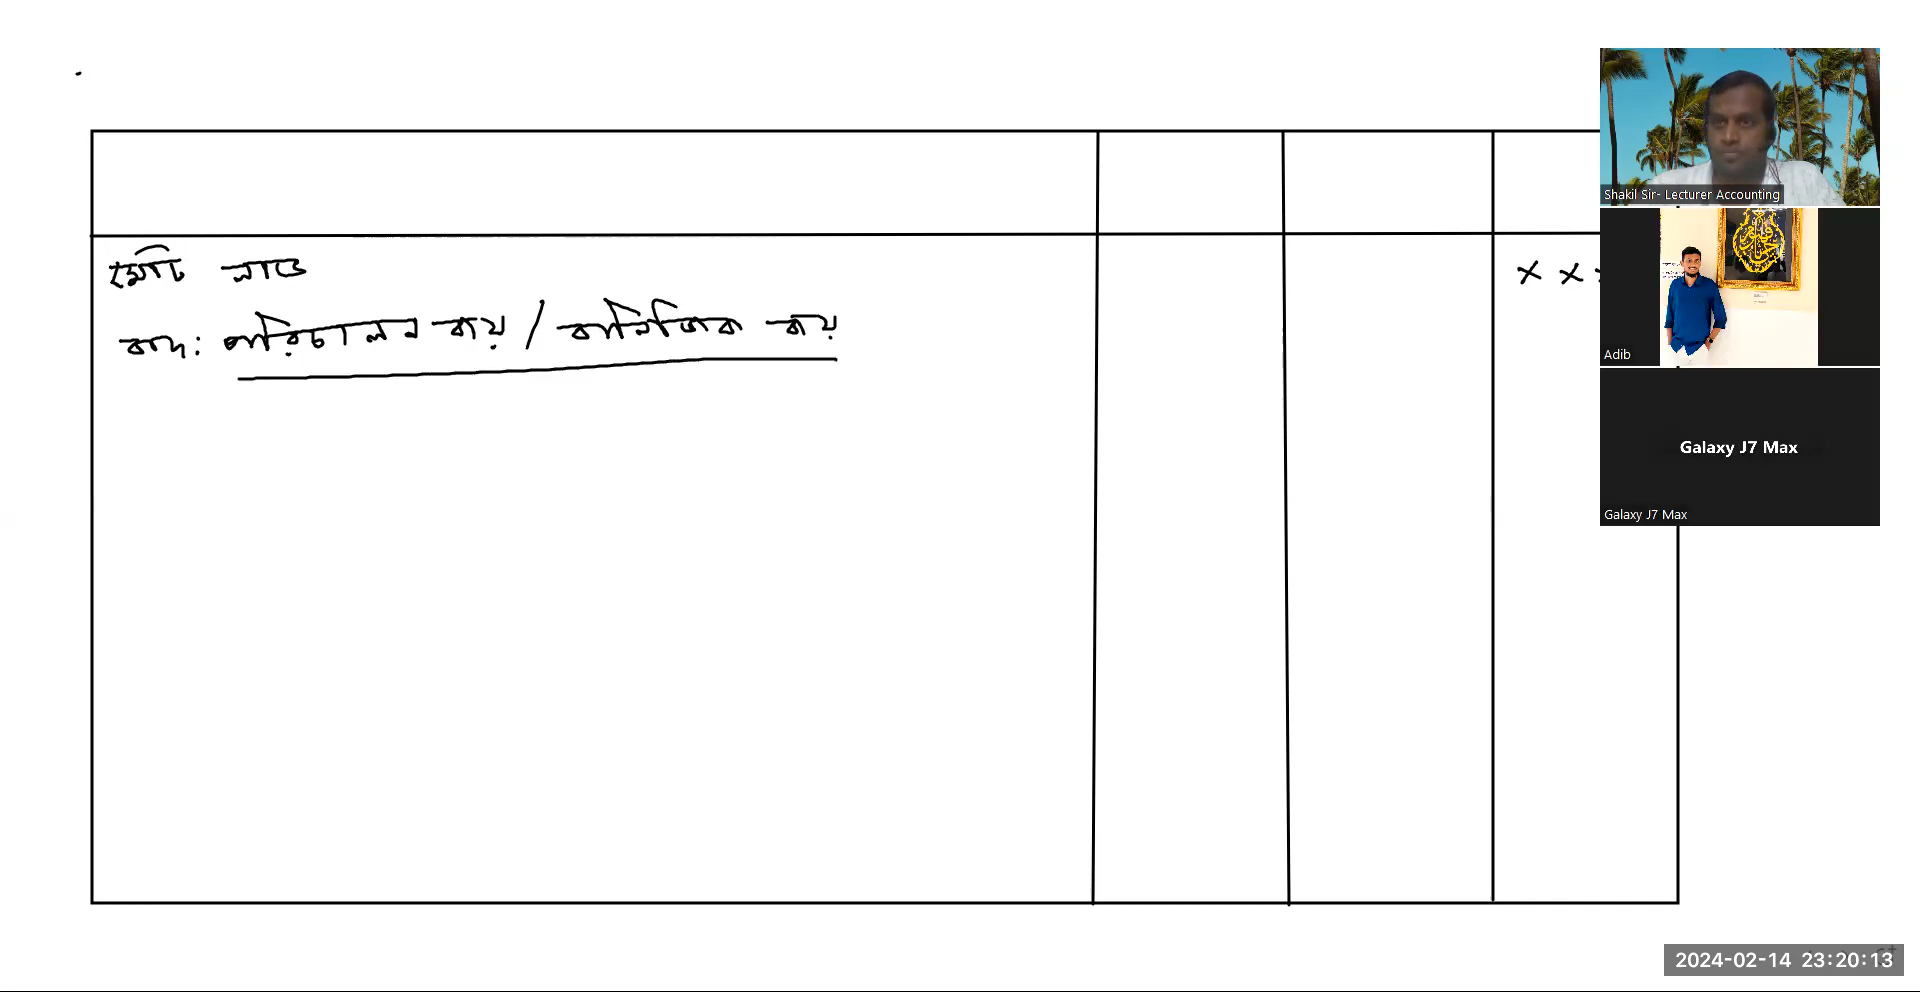 মোট লাভ
× ×
বাদ: পরিচালন ব্যয় / বানিজ্যিক ব্যয়
Shakil Sir- Lecturer Accounting
Adib
Galaxy J7 Max
Galaxy J7 Max
2024-02-14 23:20:13